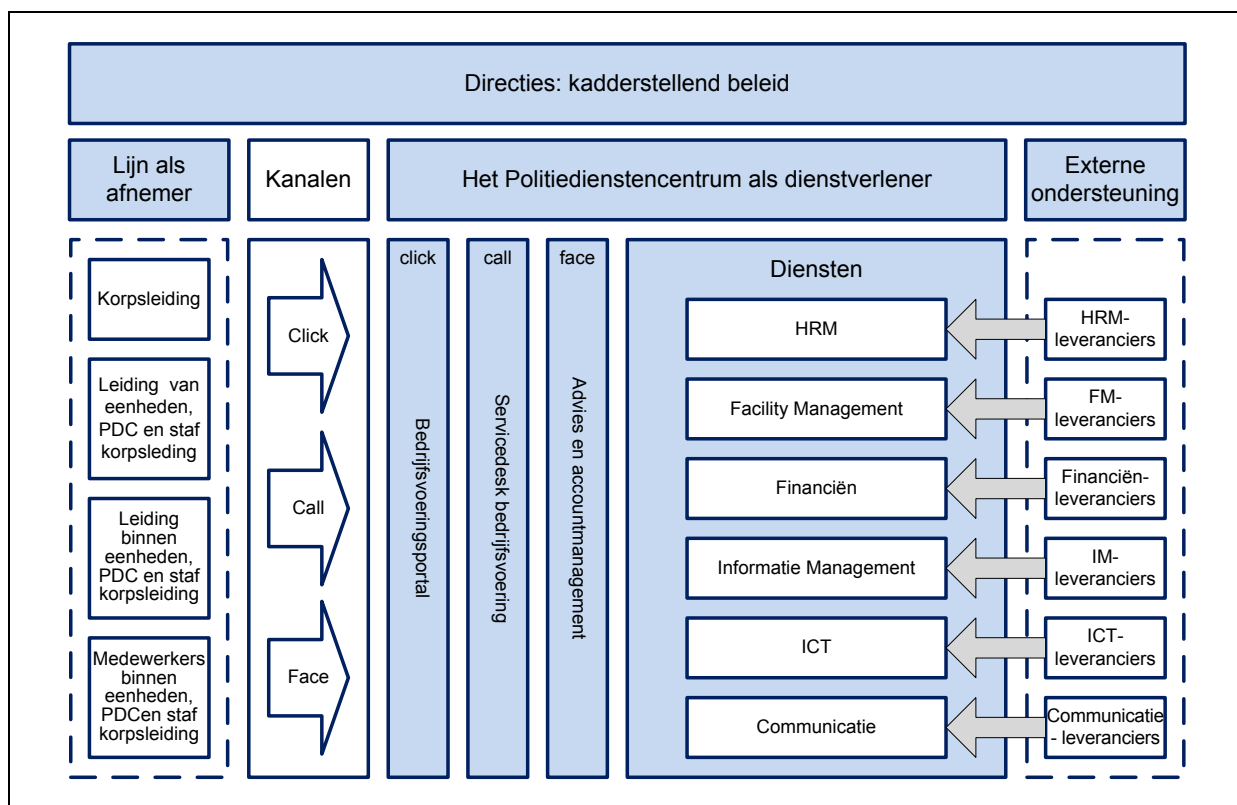 Directies: kadderstellend beleid
Lijn als
afnemer
Kanalen
Het Politiedienstencentrum als dienstverlener
Externe
ondersteuning
Korpsleiding
Leiding van
eenheden,
PDC en staf
korpsleding
Leiding
binnen
eenheden,
PDC en staf
korpsleiding
Medewerkers
binnen
eenheden,
PDCen staf
korpsleiding
Click
Call
Face
click
Bedrijfsvoeringsportal
call
Servicedesk bedrijfsvoering
face
Advies en accountmanagement
Diensten
HRM
Facility Management
Financiën
Informatie Management
ICT
Communicatie
HRM-
leveranciers
FM-
leveranciers
Financiën-
leveranciers
IM-
leveranciers
ICT-
leveranciers
Communicatie
- leveranciers